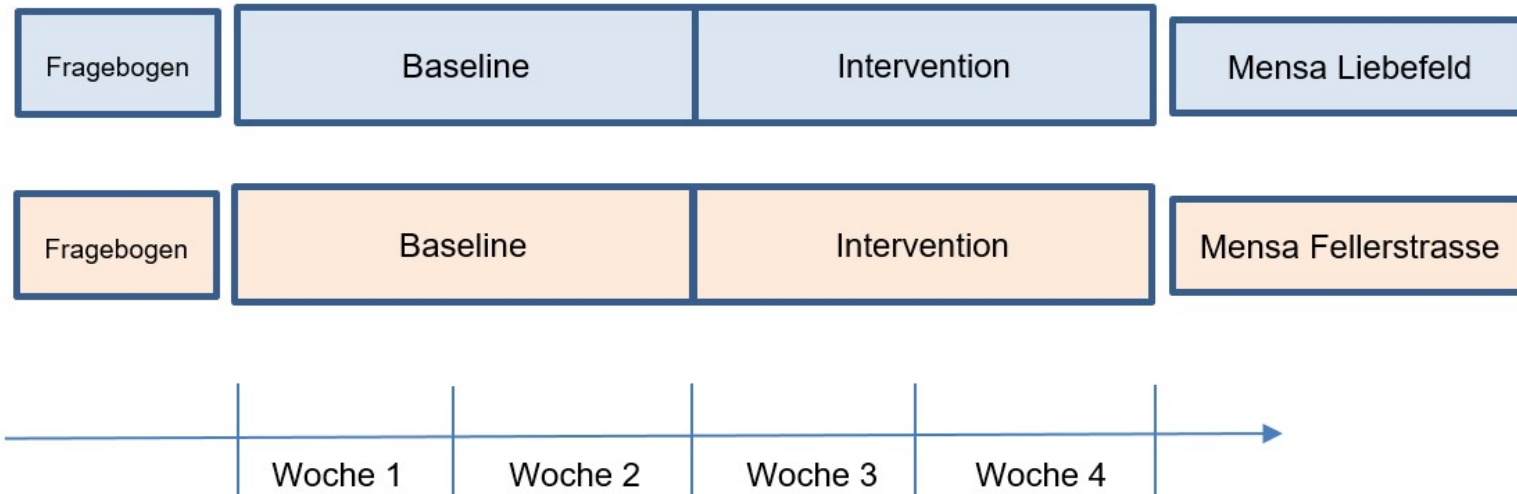 Fragebogen
Baseline
Intervention
Mensa Liebefeld
Fragebogen
Baseline
Intervention
Mensa Fellerstrasse
Woche 1
Woche 2
Woche 3
Woche 4